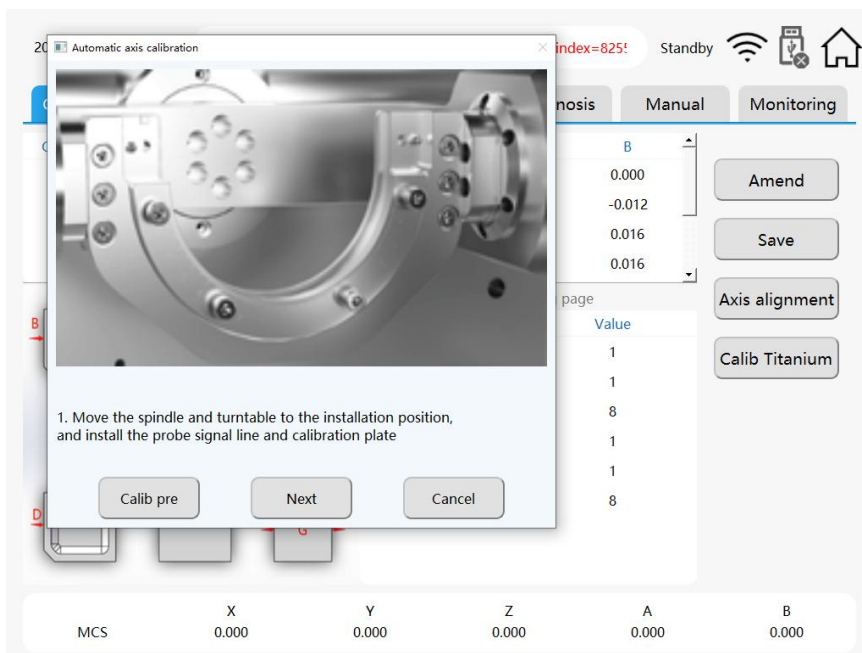 20
Automatic axis calibration
index=825
Standby
nosis
Manual
Monitoring
B
0.000
-0.012
0.016
0.016
Amend
Save
Axis alignment
Calib Titanium
page
Value
1
1
8
1
1
8
B
D
G
1. Move the spindle and turntable to the installation position,
and install the probe signal line and calibration plate
Calib pre
Next
Cancel
X Y Z A B
MCS 0.000 0.000 0.000 0.000 0.000